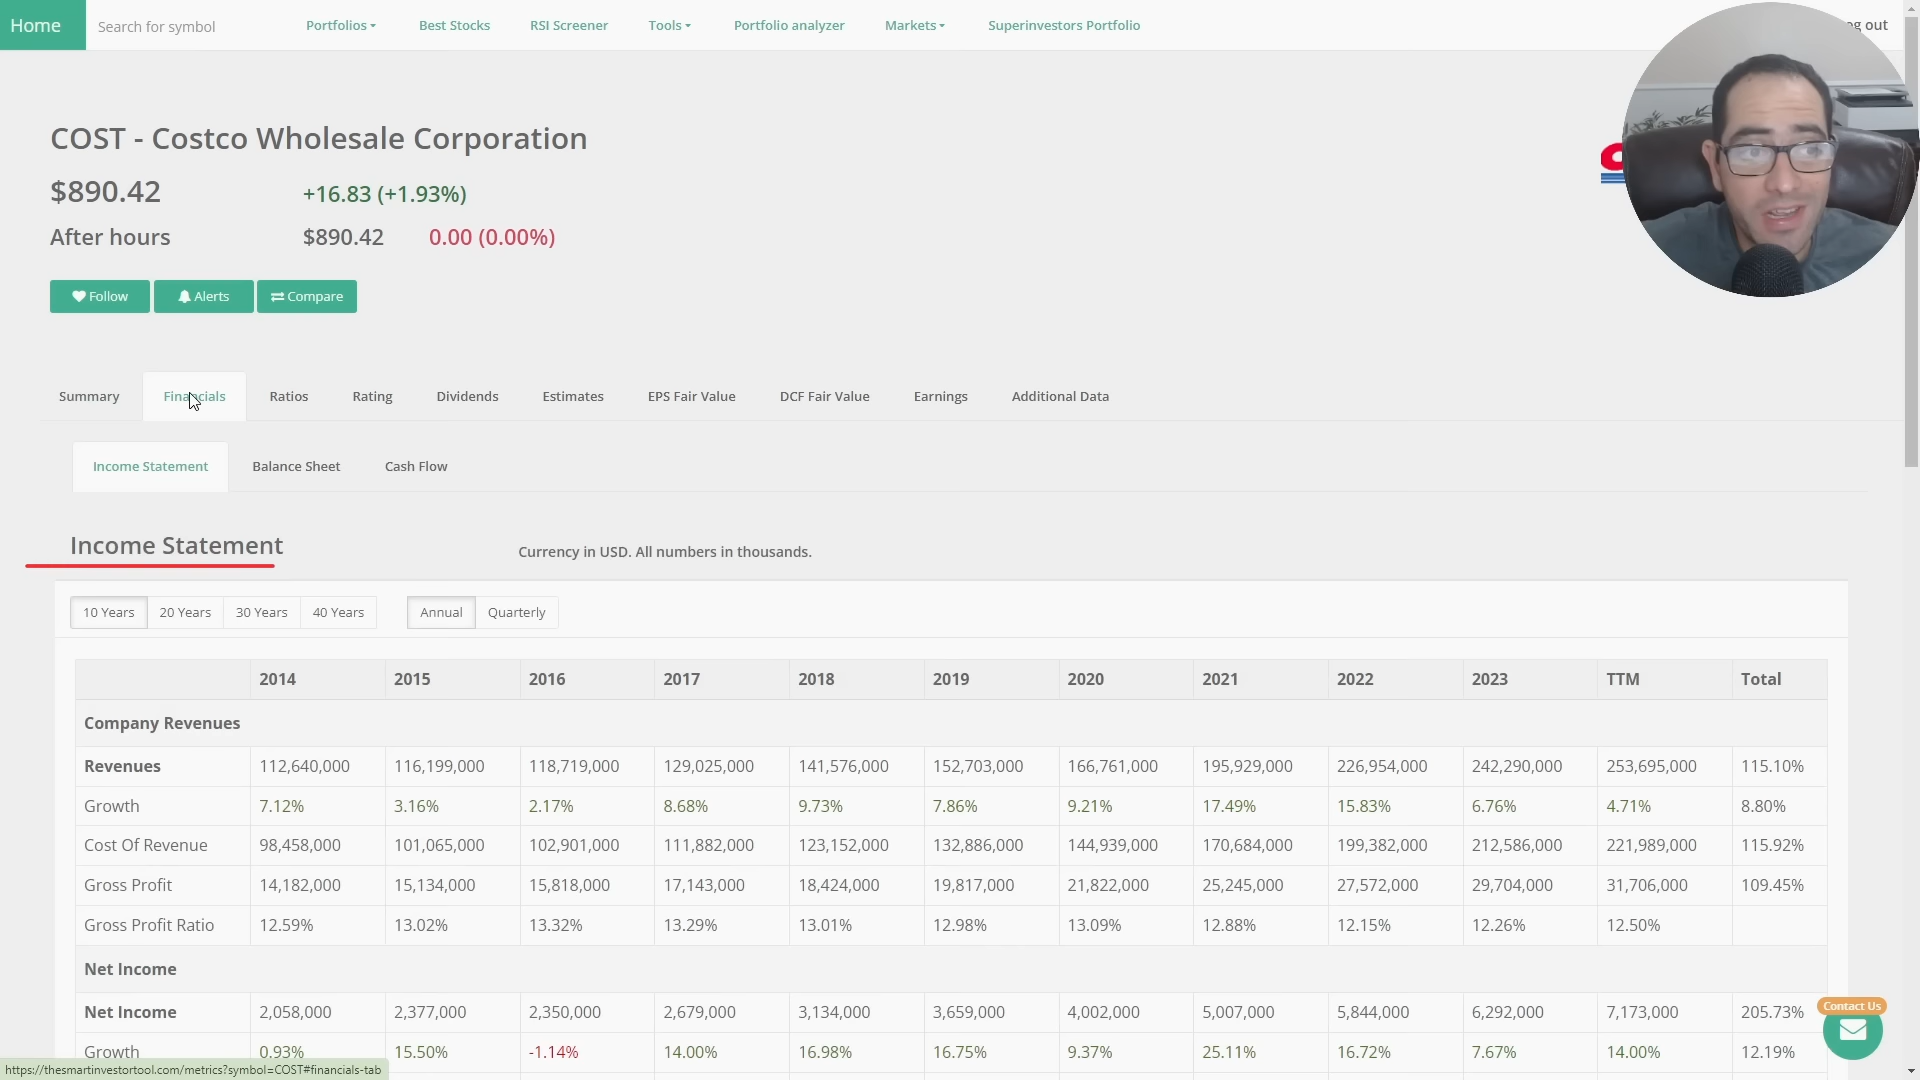 Home Search for symbol Portfolios Best Stocks RSI Screener Tools Portfolio analyzer Markets Superinvestors Portfolio og out
COST - Costco Wholesale Corporation
$890.42 +16.83 (+1.93%)
After hours $890.42 0.00 (0.00%)
Follow Alerts Compare
Summary Financials Ratios Rating Dividends Estimates EPS Fair Value DCF Fair Value Earnings Additional Data
Income Statement Balance Sheet Cash Flow
Income Statement Currency in USD. All numbers in thousands.
10 Years 20 Years 30 Years 40 Years Annual Quarterly
2014 2015 2016 2017 2018 2019 2020 2021 2022 2023 TTM Total
Company Revenues
Revenues 112,640,000 116,199,000 118,719,000 129,025,000 141,576,000 152,703,000 166,761,000 195,929,000 226,954,000 242,290,000 253,695,000 115.10%
Growth 7.12% 3.16% 2.17% 8.68% 9.73% 7.86% 9.21% 17.49% 15.83% 6.76% 4.71% 8.80%
Cost Of Revenue 98,458,000 101,065,000 102,901,000 111,882,000 123,152,000 132,886,000 144,939,000 170,684,000 199,382,000 212,586,000 221,989,000 115.92%
Gross Profit 14,182,000 15,134,000 15,818,000 17,143,000 18,424,000 19,817,000 21,822,000 25,245,000 27,572,000 29,704,000 31,706,000 109.45%
Gross Profit Ratio 12.59% 13.02% 13.32% 13.29% 13.01% 12.98% 13.09% 12.88% 12.15% 12.26% 12.50%
Net Income
Net Income 2,058,000 2,377,000 2,350,000 2,679,000 3,134,000 3,659,000 4,002,000 5,007,000 5,844,000 6,292,000 7,173,000 205.73%
Contact Us
Growth 0.93% 15.50% -1.14% 14.00% 16.98% 16.75% 9.37% 25.11% 16.72% 7.67% 14.00% 12.19%
https://thesmartinvestortool.com/metrics?symbol=COST#financials-tab